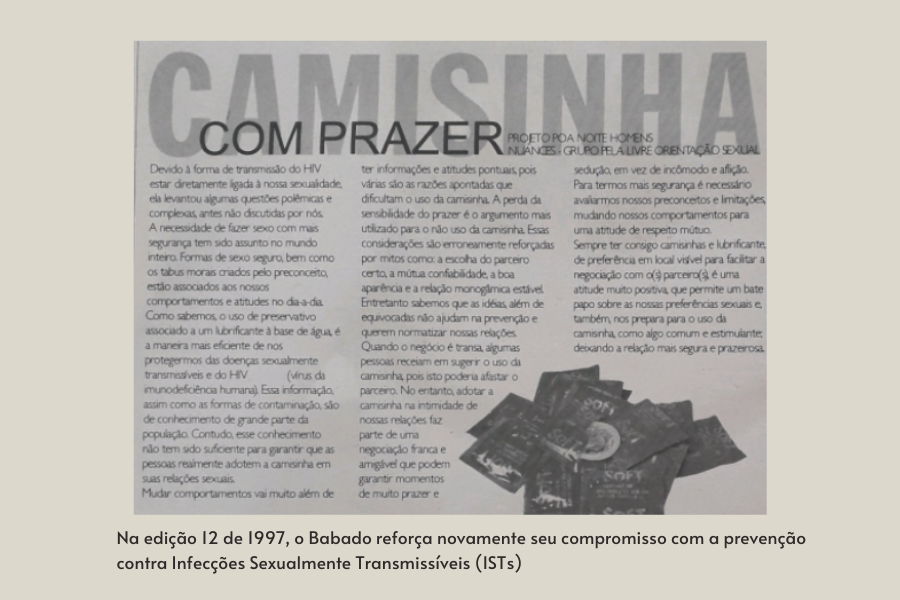 CAMISINHA
COM PRAZER
PROJETO POA NOITE HOMENS
NUANCES - GRUPO PELA LIVRE ORIENTAÇÃO SEXUAL
Devido à forma de transmissão do HIV
estar diretamente ligada à nossa sexualidade,
ela levantou algumas questões polêmicas e
complexas, antes não discutidas por nós.
A necessidade de fazer sexo com mais
segurança tem sido assunto no mundo
inteiro. Formas de sexo seguro, bem como
os tabus morais criados pelo preconceito,
estão associados aos nossos
comportamentos e atitudes no dia-a-dia.
Como sabemos, o uso de preservativo
associado a um lubrificante à base de água, é
a maneira mais eficiente de nos
protegermos das doenças sexualmente
transmissíveis e do HIV (vírus da
imunodeficiência humana). Essa informação,
assim como as formas de contaminação, são
de conhecimento de grande parte da
população. Contudo, esse conhecimento
não tem sido suficiente para garantir que as
pessoas realmente adotem a camisinha em
suas relações sexuais.
Mudar comportamentos vai muito além de
ter informações e atitudes pontuais, pois
várias são as razões apontadas que
dificultam o uso da camisinha. A perda da
sensibilidade do prazer é o argumento mais
utilizado para o não uso da camisinha. Essas
considerações são erroneamente reforçadas
por mitos como: a escolha do parceiro
certo, a mútua confiabilidade, a boa
aparência e a relação monogâmica estável.
Entretanto sabemos que as idéias, além de
equivocadas não ajudam na prevenção e
querem normatizar nossas relações.
Quando o negócio é transa, algumas
pessoas receiam em sugerir o uso da
camisinha, pois isto poderia afastar o
parceiro. No entanto, adotar a
camisinha na intimidade de
nossas relações faz
parte de uma
negociação franca e
amigável que podem
garantir momentos
de muito prazer e
sedução, em vez de incômodo e aflição.
Para termos mais segurança é necessário
avaliarmos nossos preconceitos e limitações,
mudando nossos comportamentos para
uma atitude de respeito mútuo.
Sempre ter consigo camisinhas e lubrificante,
de preferência em local visível para facilitar a
negociação com o(s) parceiro(s), é uma
atitude muito positiva, que permite um bate
papo sobre as nossas preferências sexuais e,
também, nos prepara para o uso da
camisinha, como algo comum e estimulante;
deixando a relação mais segura e prazeirosa.
SOFT
SOFT
SOFT
Na edição 12 de 1997, o Babado reforça novamente seu compromisso com a prevenção
contra Infecções Sexualmente Transmissíveis (ISTs)